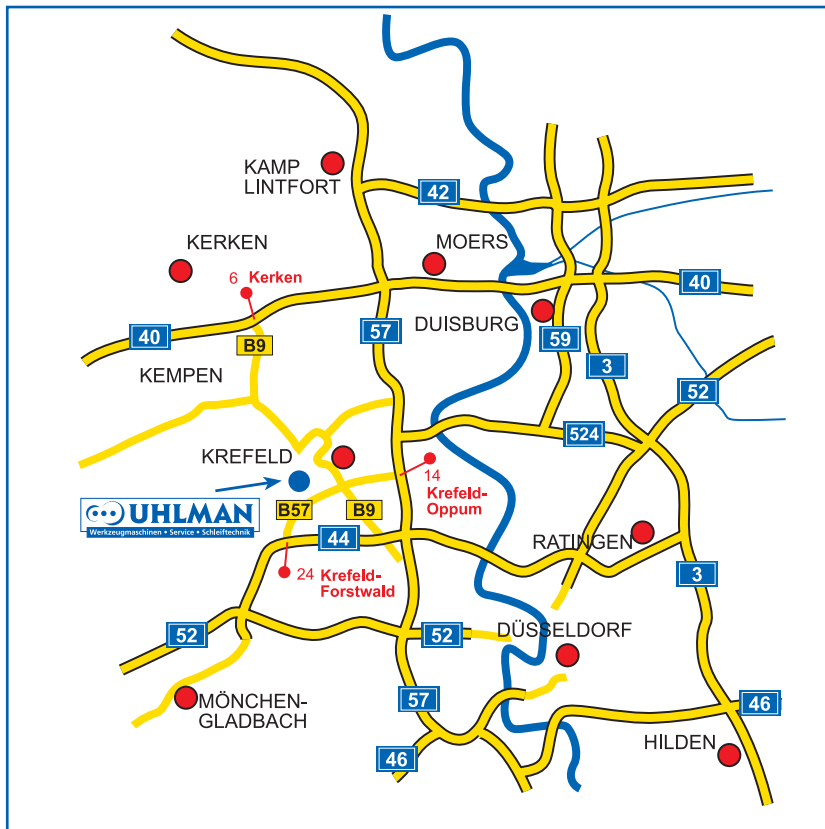 KAMP
LINTFORT
42
KERKEN
MOERS
6 Kerken
40
DUISBURG
57
59
40
B9
3
KEMPEN
52
524
KREFELD
14
Krefeld-
Oppum
UHLMAN
Werkzeugmaschinen • Service • Schleiftechnik
B57
B9
44
RATINGEN
24 Krefeld-
Forstwald
3
52
52
DÜSSELDORF
MÖNCHEN-
GLADBACH
57
46
46
HILDEN